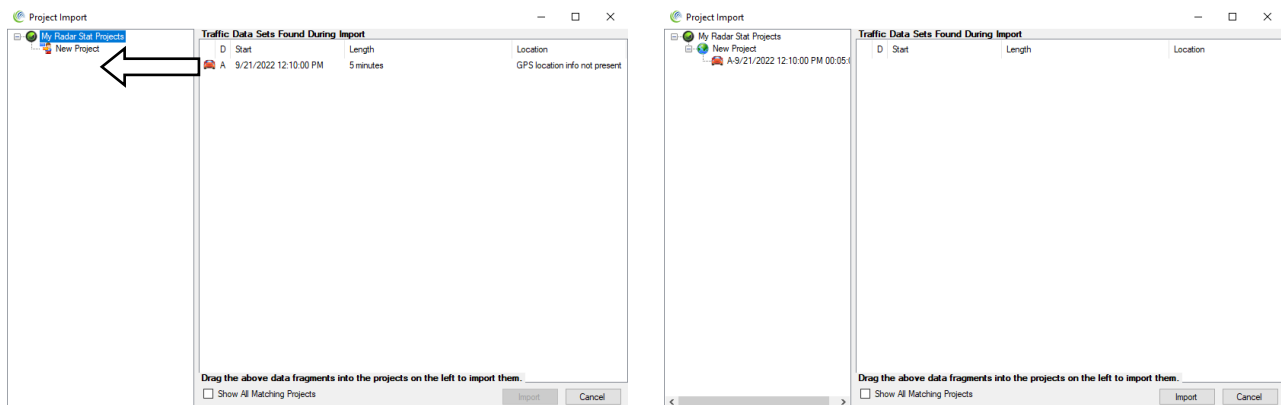 Project Import
My Radar Stat Projects
New Project
Traffic Data Sets Found During Import
D Start Length Location
A 9/21/2022 12:10:00 PM 5 minutes GPS location info not present
Drag the above data fragments into the projects on the left to import them.
Show All Matching Projects
Import Cancel
Project Import
My Radar Stat Projects
New Project
A-9/21/2022 12:10:00 PM 00:05:
Traffic Data Sets Found During Import
D Start Length Location
Drag the above data fragments into the projects on the left to import them.
Show All Matching Projects
Import Cancel